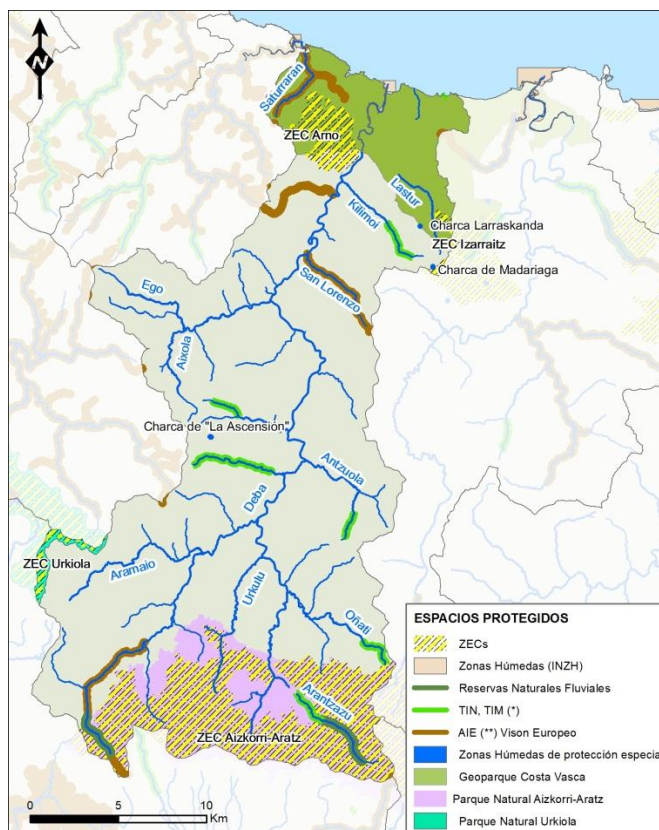 N
Saturrarán
ZEC Arno
Lastur
Kilimoi
Charca Larraskanda
ZEC Izarraitz
Charca de Madariaga
San Lorenzo
Ego
Aixola
Charca de "La Ascensión"
Antzuola
Deba
ZEC Urkiola
Aramaio
Urkulu
Oñati
Arantzazu
ZEC Aizkorri-Aratz
ESPACIOS PROTEGIDOS
ZECs
Zonas Húmedas (INZH)
Reservas Naturales Fluviales
TIN, TIM (*)
AIE (**) Vison Europeo
Zonas Húmedas de protección especia
Geoparque Costa Vasca
Parque Natural Aizkorri-Aratz
Parque Natural Urkiola
0 5 10
Km